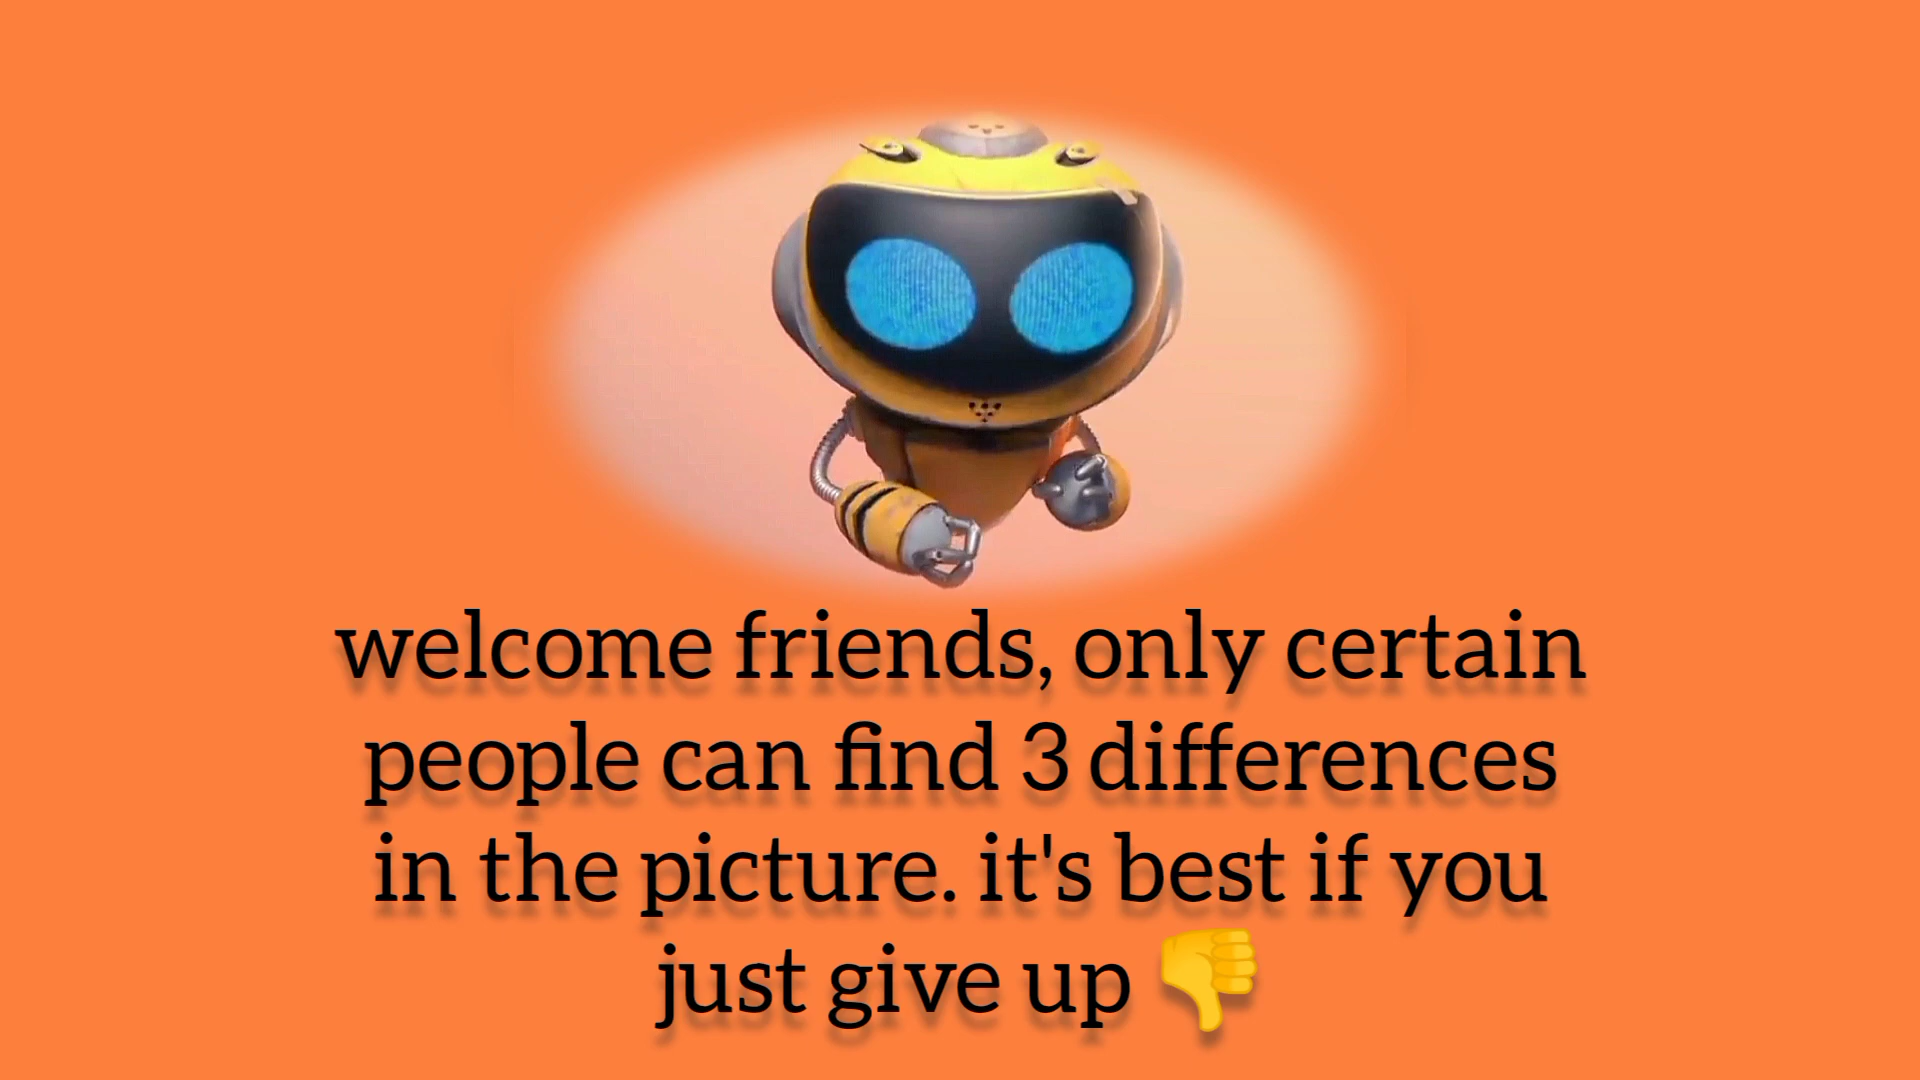 welcome friends, only certain
people can find 3 differences
in the picture. it's best if you
just give up 👎